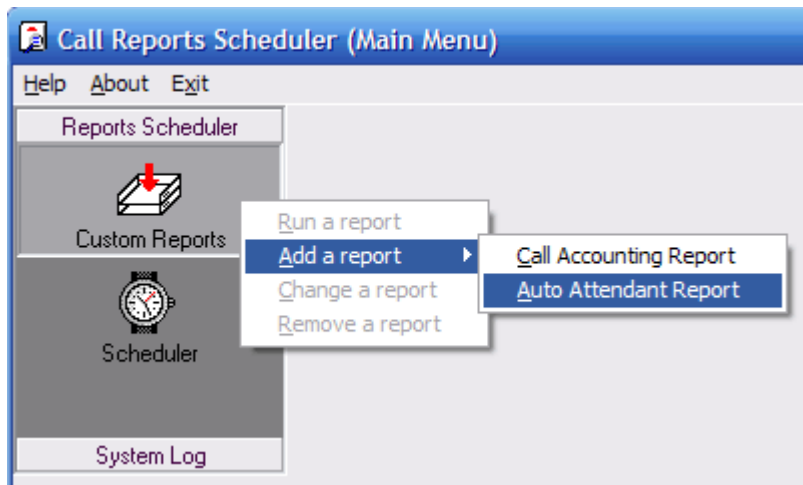 Call Reports Scheduler (Main Menu)
Help About Exit
Reports Scheduler
Custom Reports
Scheduler
System Log
Run a report
Add a report
Change a report
Remove a report
Call Accounting Report
Auto Attendant Report